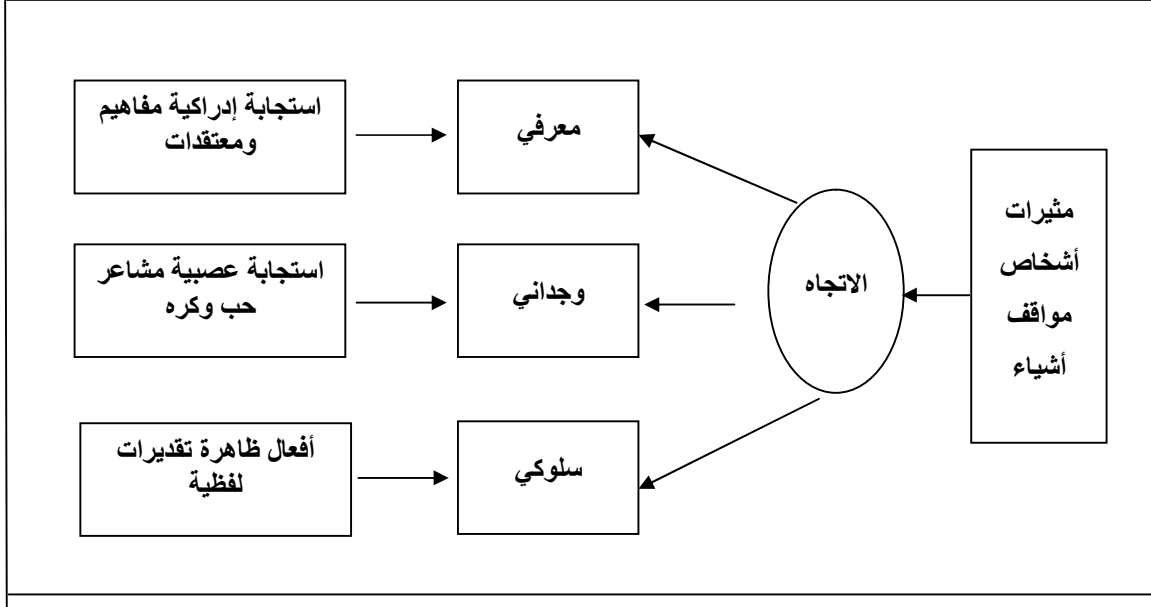 مثيرات
أشخاص
مواقف
أشياء
الاتجاه
معرفي
استجابة إدراكية مفاهيم
ومعتقدات
وجداني
استجابة عصبية مشاعر
حب وكره
سلوكي
أفعال ظاهرة تقديرات
لفظية